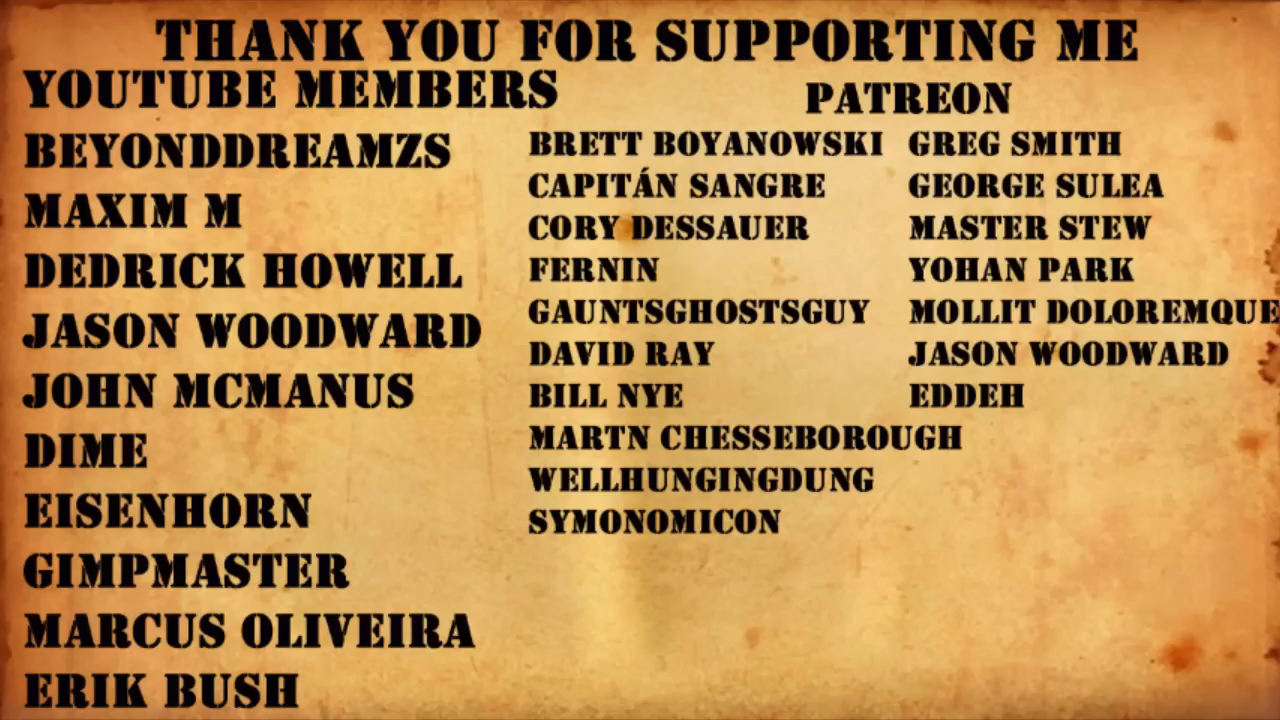 THANK YOU FOR SUPPORTING ME
YOUTUBE MEMBERS
BEYONDDREAMZS
MAXIM M
DEDRICK HOWELL
JASON WOODWARD
JOHN MCMANUS
DIME
EISENHORN
GIMPMASTER
MARCUS OLIVEIRA
ERIK BUSH
PATREON
BRETT BOYANOWSKI
CAPITÁN SANGRE
CORY DESSAUER
FERNIN
GAUNTSGHOSTSGUY
DAVID RAY
BILL NYE
MARTN CHESSEBOROUGH
WELLHUNGINGDUNG
SYMONOMICON
GREG SMITH
GEORGE SULEA
MASTER STEW
YOHAN PARK
MOLLIT DOLOREMQUE
JASON WOODWARD
EDDEH